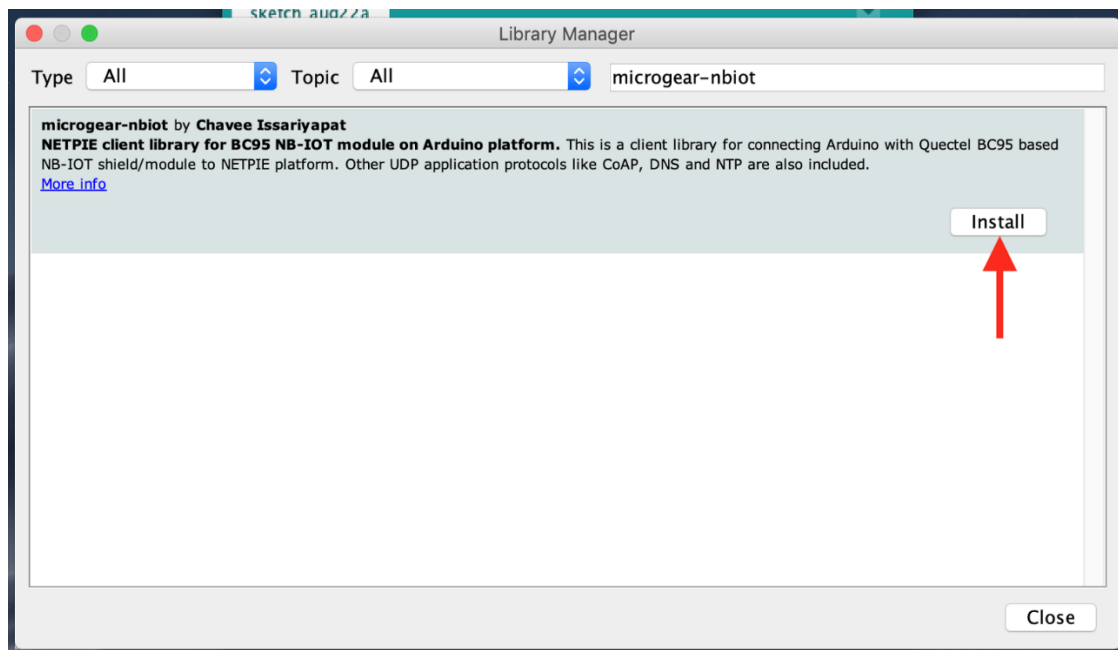 sketch_aug22a
Library Manager
Type All Topic All microgear-nbiot
microgear-nbiot by Chavee Issariyapat
NETPIE client library for BC95 NB-IOT module on Arduino platform. This is a client library for connecting Arduino with Quectel BC95 based
NB-IOT shield/module to NETPIE platform. Other UDP application protocols like CoAP, DNS and NTP are also included.
More info
Install
Close